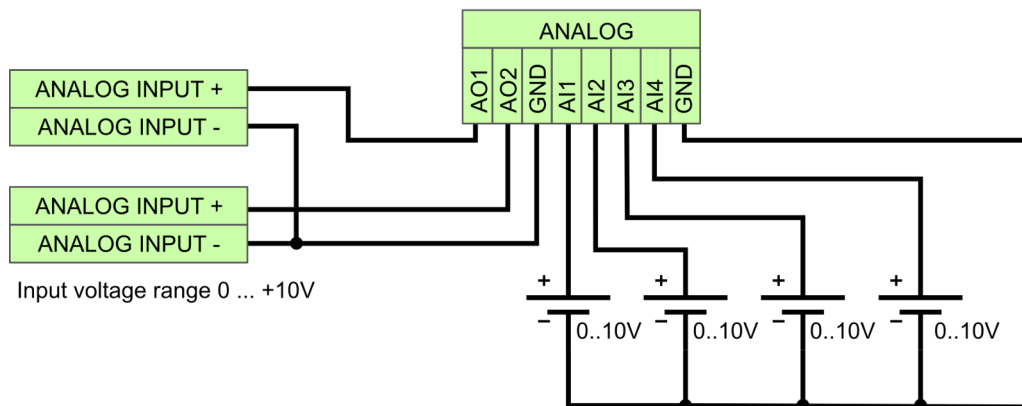 ANALOG
AO1
AO2
GND
AI1
AI2
AI3
AI4
GND
ANALOG INPUT +
ANALOG INPUT -
ANALOG INPUT +
ANALOG INPUT -
Input voltage range 0 ... +10V
+
+
+
+
–
0..10V
–
0..10V
–
0..10V
–
0..10V